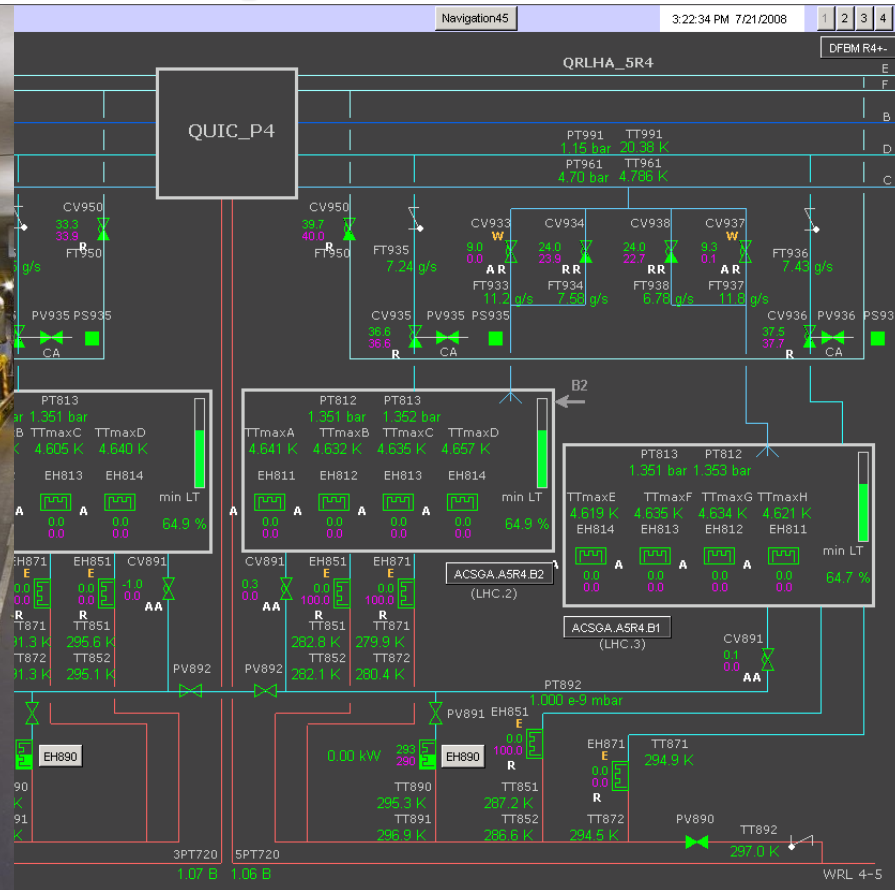 Navigation45 3:22:34 PM 7/21/2008 1 2 3 4
DFBM R4+-
QRLHA_5R4
E
F
QUIC_P4
B
PT991 TT991
1.15 bar 20.38 K
D
PT961 TT961
4.70 bar 4.786 K
C
CV950 CV950 CV933 CV934 CV938 CV937
33.3 39.7 W W
33.9 40.0 9.0 24.0 24.0 9.3
R R 0.0 23.9 22.7 0.1
FT950 FT950 FT935 A R R R R R A R FT936
g/s 7.24 g/s FT933 FT934 FT938 FT937 7.43 g/s
11.2 g/s 7.58 g/s 6.78 g/s 11.8 g/s
PV935 PS935 CV935 PV935 PS935 CV936 PV936 PS93
36.6 37.5
36.6 37.7
CA R CA R CA
B2
PT813 PT812 PT813
ar 1.351 bar 1.351 bar 1.352 bar
B TTmaxC TTmaxD TTmaxA TTmaxB TTmaxC TTmaxD
K 4.605 K 4.640 K 4.641 K 4.632 K 4.635 K 4.657 K
EH813 EH814 EH811 EH812 EH813 EH814
min LT min LT
A A A A A A
0.0 0.0 0.0 0.0 0.0 0.0
0.0 0.0 64.9 % 0.0 0.0 0.0 0.0 64.9 %
PT813 PT812
1.351 bar 1.353 bar
TTmaxE TTmaxF TTmaxG TTmaxH
4.619 K 4.635 K 4.634 K 4.621 K
EH814 EH813 EH812 EH811
min LT
A A A A
0.0 0.0 0.0 0.0 64.7 %
0.0 0.0 0.0 0.0
EH871 EH851 CV891 CV891 EH851 EH871
E E E E
0.0 0.0 -1.0 0.3 0.0 0.0
0.0 0.0 0.0 0.0 100.0 100.0
R R AA AA R R
ACSGA.A5R4.B2
(LHC.2)
TT871 TT851 TT851 TT871
91.3 K 295.6 K 282.8 K 279.9 K
TT872 TT852 TT852 TT872
91.3 K 295.1 K 282.1 K 280.4 K
ACSGA.A5R4.B1
(LHC.3)
CV891
0.1
0.0
AA
PV892 PV892
PT892
1.000 e-9 mbar
PV891 EH851
E
0.0
100.0
R
EH890 0.00 kW 293 EH890
290
EH871 TT871
E 294.9 K
0.0
0.0
R
90 TT890 TT851
K 295.3 K 287.2 K
91 TT891 TT852 TT872 PV890 TT892
K 296.9 K 286.6 K 294.5 K 297.0 K
3PT720 5PT720
1.07 B 1.06 B WRL 4-5